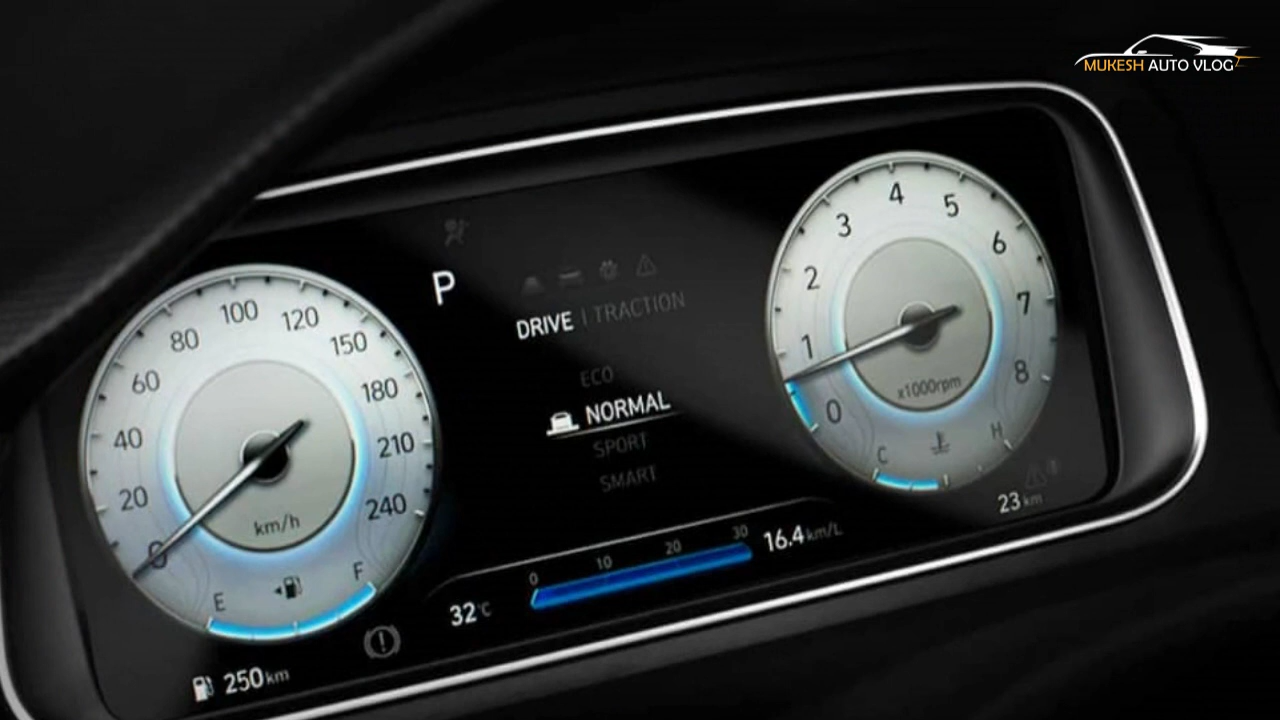 MUKESH AUTO VLOG
P
DRIVE | TRACTION
ECO
NORMAL
SPORT
SMART
0
20
40
60
80
100
120
150
180
210
240
km/h
E
F
250 km
32°C
0 10 20 30
16.4 km/L
0
1
2
3
4
5
6
7
8
x1000rpm
C
H
23 km